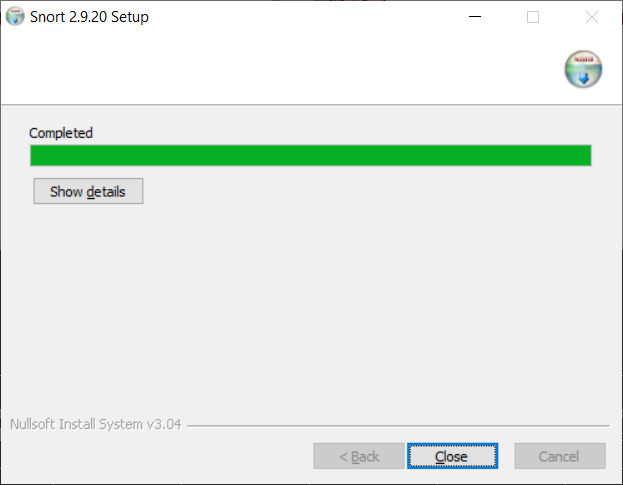 Snort 2.9.20 Setup
Completed
Show details
Nullsoft Install System v3.04
< Back
Close
Cancel